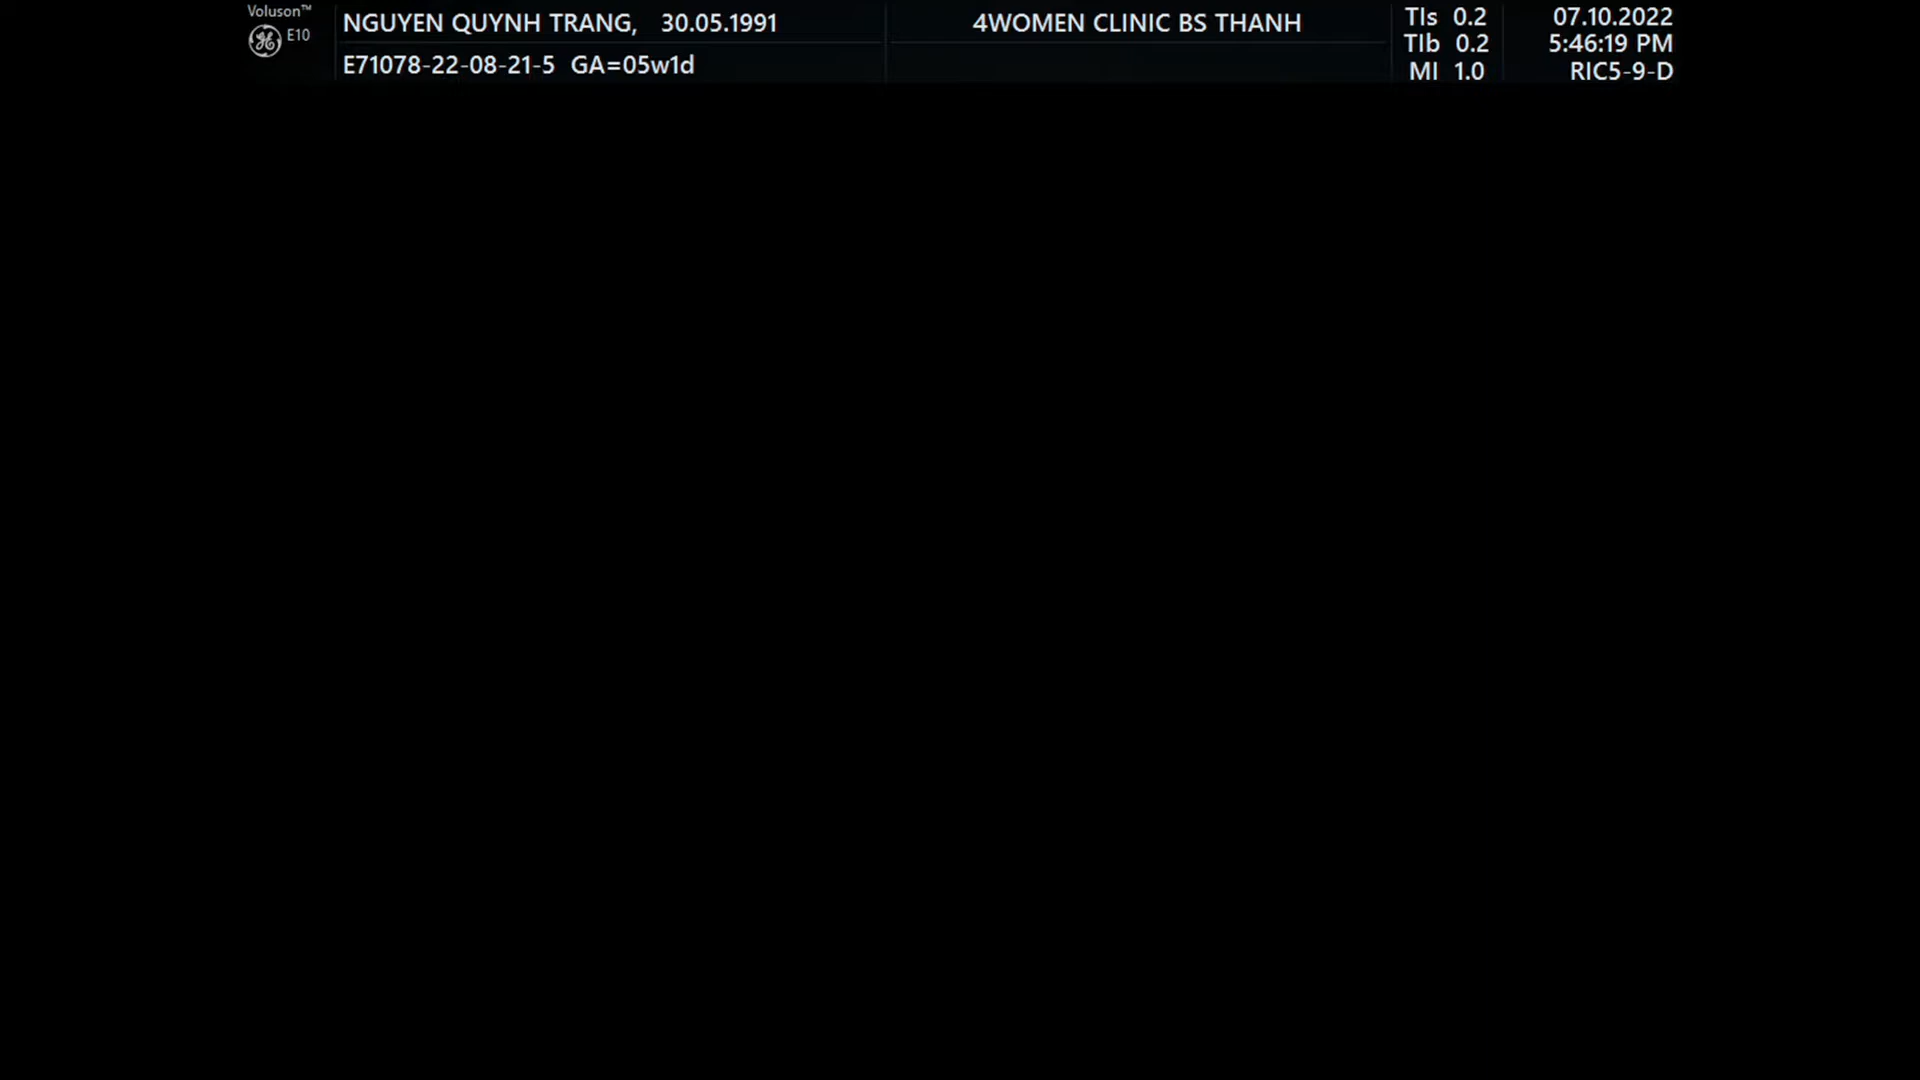 Voluson™
E10
NGUYEN QUYNH TRANG, 30.05.1991
E71078-22-08-21-5 GA=05w1d
4WOMEN CLINIC BS THANH
TIs 0.2
TIb 0.2
MI 1.0
07.10.2022
5:46:19 PM
RIC5-9-D